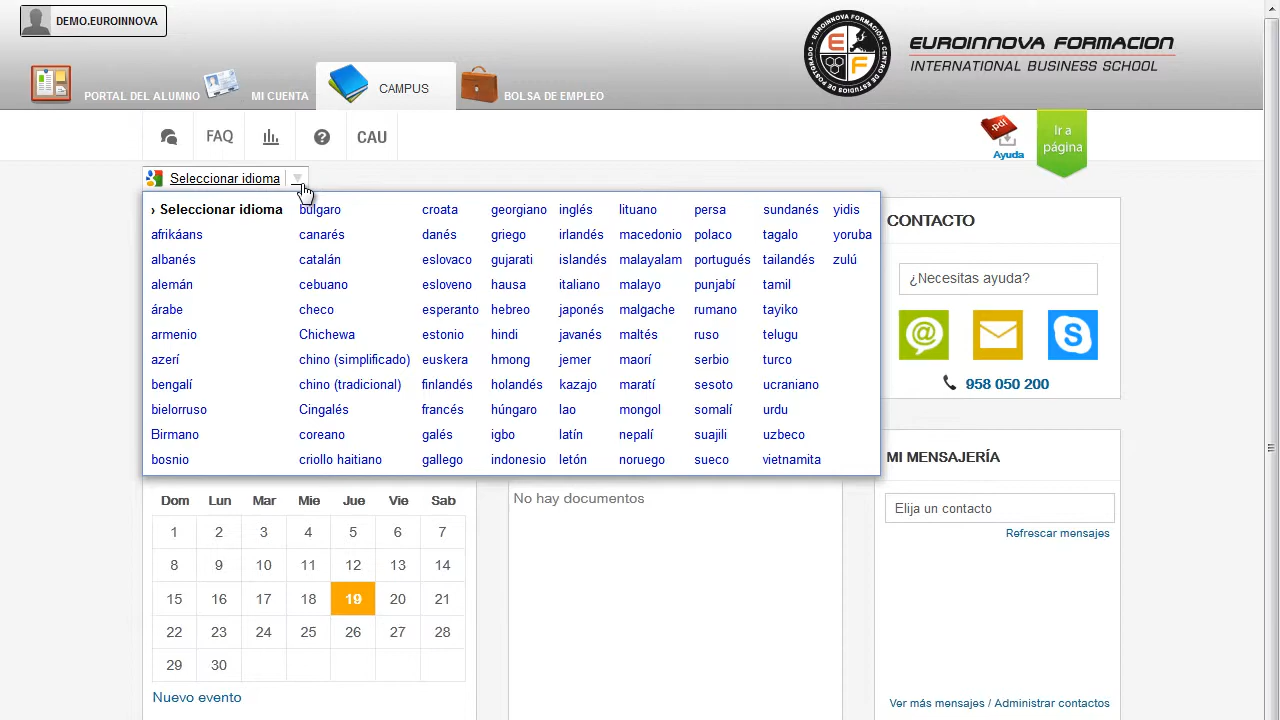 DEMO.EUROINNOVA
EUROINNOVA FORMACIÓN
CENTRO DE ESTUDIOS DE POSTGRADO
E
F
EUROINNOVA FORMACION
INTERNATIONAL BUSINESS SCHOOL
PORTAL DEL ALUMNO
MI CUENTA
CAMPUS
BOLSA DE EMPLEO
FAQ
?
CAU
.pdf
Ayuda
Ir a
página
Seleccionar idioma
› Seleccionar idioma búlgaro croata georgiano inglés lituano persa sundanés yidis
afrikáans canarés danés griego irlandés macedonio polaco tagalo yoruba
albanés catalán eslovaco gujarati islandés malayalam portugués tailandés zulú
alemán cebuano esloveno hausa italiano malayo punjabí tamil
árabe checo esperanto hebreo japonés malgache rumano tayiko
armenio Chichewa estonio hindi javanés maltés ruso telugu
azerí chino (simplificado) euskera hmong jemer maorí serbio turco
bengalí chino (tradicional) finlandés holandés kazajo maratí sesoto ucraniano
bielorruso Cingalés francés húngaro lao mongol somalí urdu
Birmano coreano galés igbo latín nepalí suajili uzbeco
bosnio criollo haitiano gallego indonesio letón noruego sueco vietnamita
CONTACTO
¿Necesitas ayuda?
@
S
958 050 200
Dom Lun Mar Mie Jue Vie Sab
1 2 3 4 5 6 7
8 9 10 11 12 13 14
15 16 17 18 19 20 21
22 23 24 25 26 27 28
29 30
Nuevo evento
No hay documentos
MI MENSAJERÍA
Elija un contacto
Refrescar mensajes
Ver más mensajes / Administrar contactos